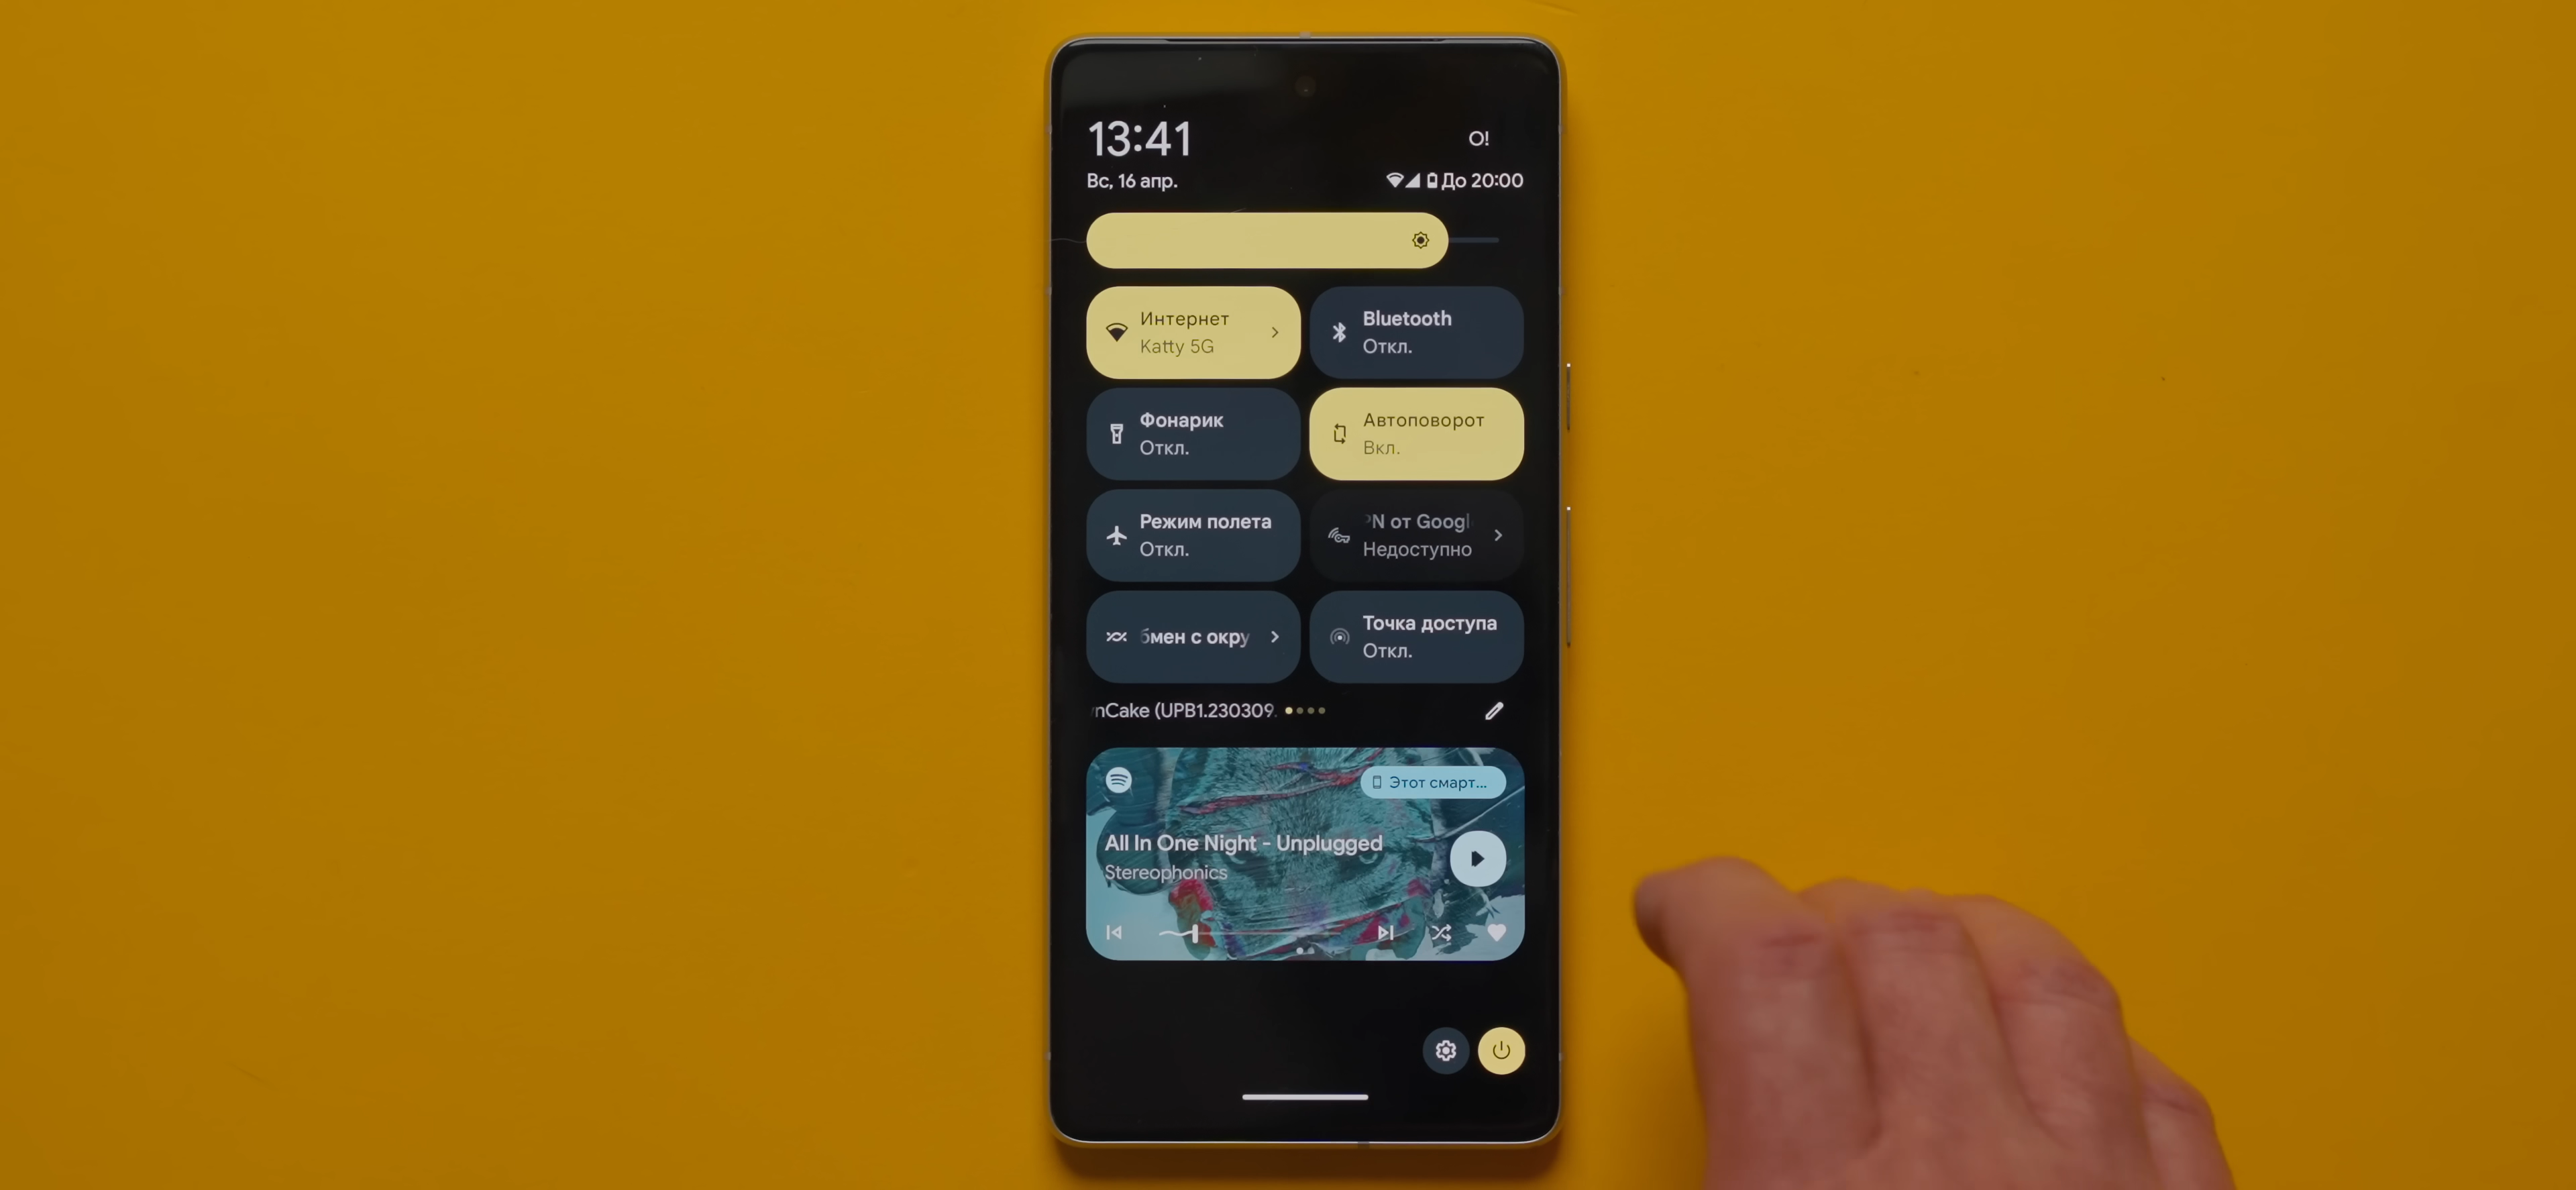 13:41
O!
Вс, 16 апр.
До 20:00
Интернет
Katty 5G
Bluetooth
Откл.
Фонарик
Откл.
Автоповорот
Вкл.
Режим полета
Откл.
PN от Googl
Недоступно
бмен с окру
Точка доступа
Откл.
nCake (UPB1.230309.
Этот смарт...
All In One Night - Unplugged
Stereophonics